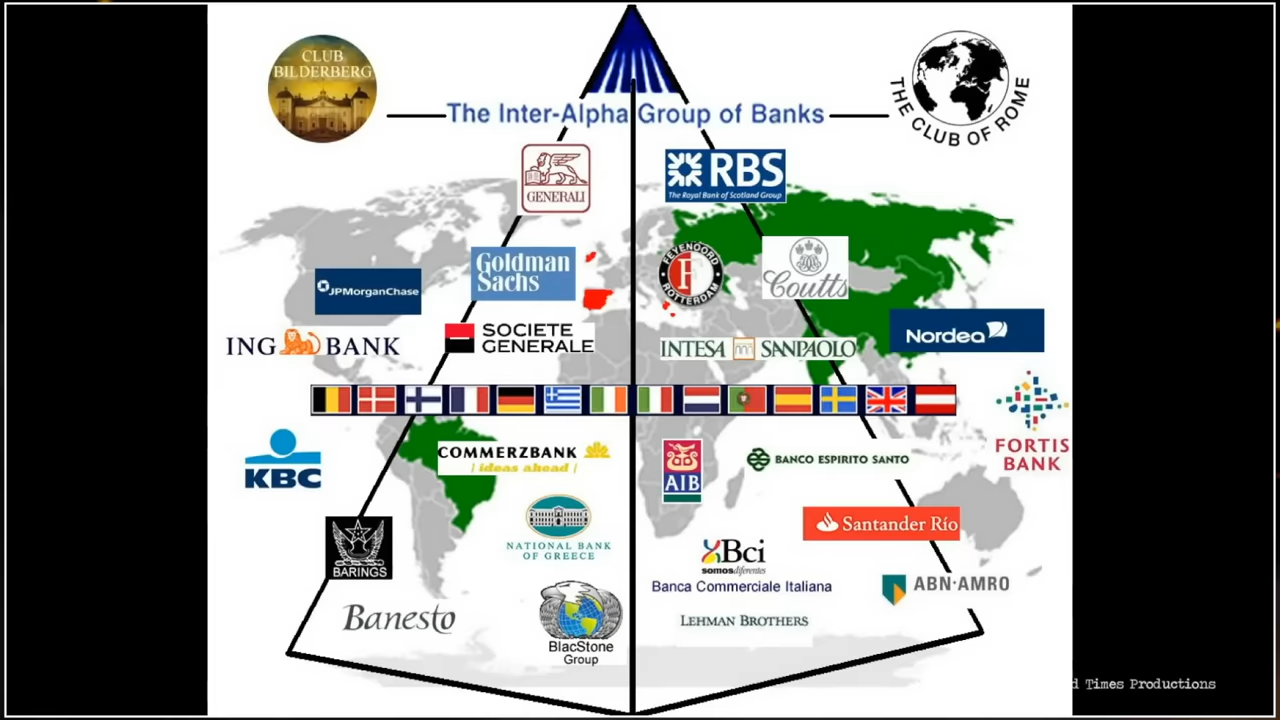 CLUB
BILDERBERG
The Inter-Alpha Group of Banks
THE CLUB OF ROME
GENERALI
RBS
The Royal Bank of Scotland Group
JPMorganChase
Goldman
Sachs
FEYENOORD
ROTTERDAM
F
Coutts
ING BANK
SOCIETE
GENERALE
INTESA SANPAOLO
Nordea
KBC
COMMERZBANK
| ideas ahead |
AIB
BANCO ESPIRITO SANTO
FORTIS
BANK
BARINGS
NATIONAL BANK
OF GREECE
Bci
somosdiferentes
Banca Commerciale Italiana
Santander Río
ABN·AMRO
Banesto
BlacStone
Group
LEHMAN BROTHERS
d Times Productions